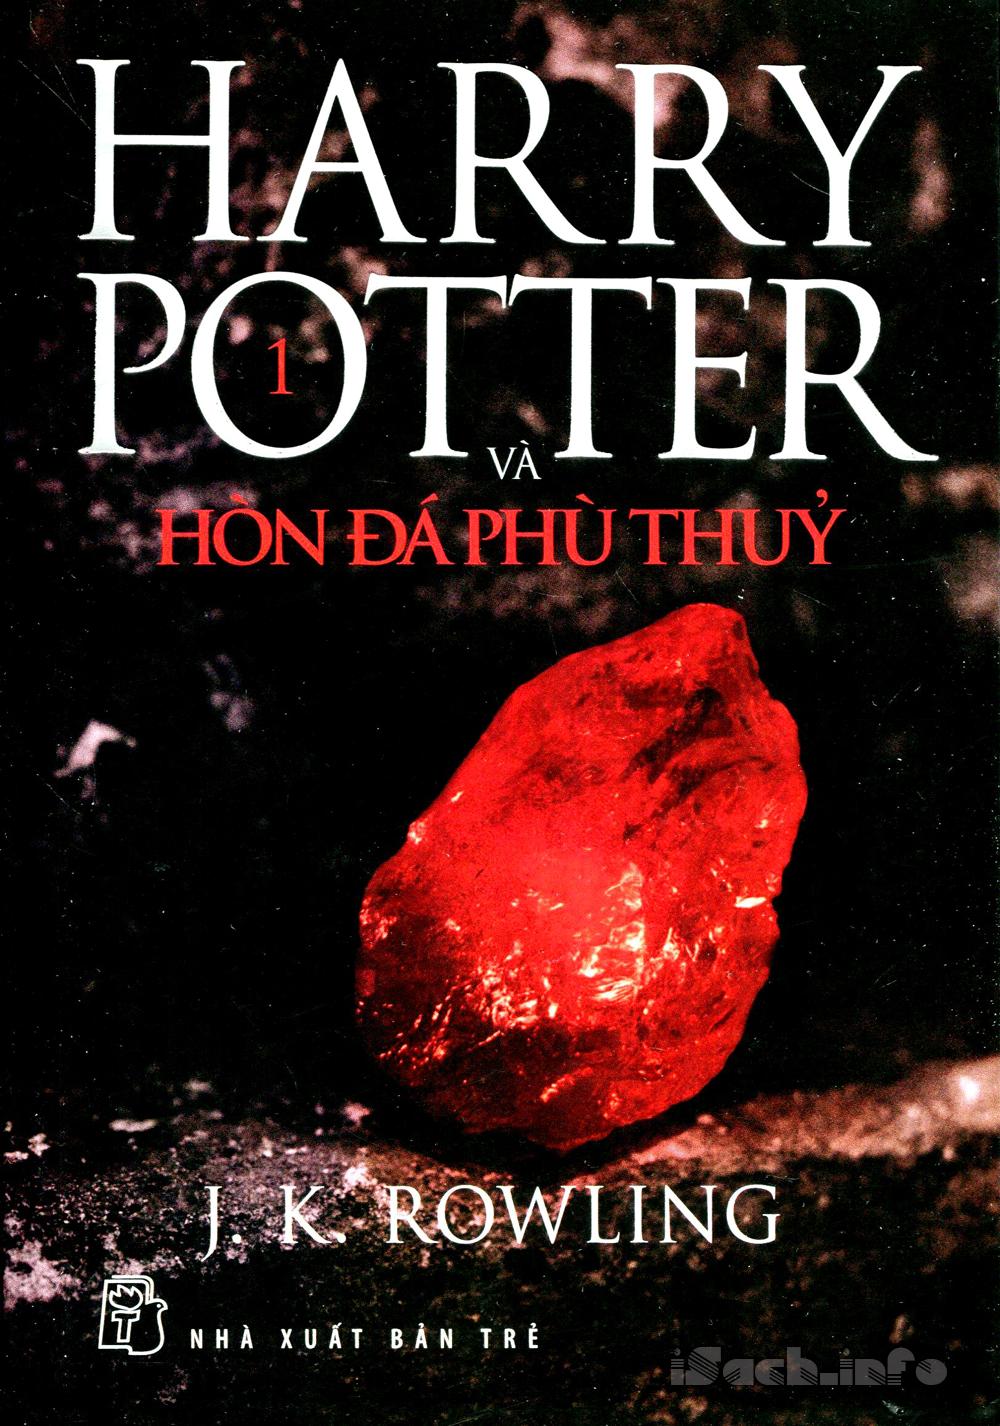 HARRY
POTTER
1
VÀ
HÒN ĐÁ PHÙ THUỶ
J. K. ROWLING
T
NHÀ XUẤT BẢN TRẺ
iSach.info